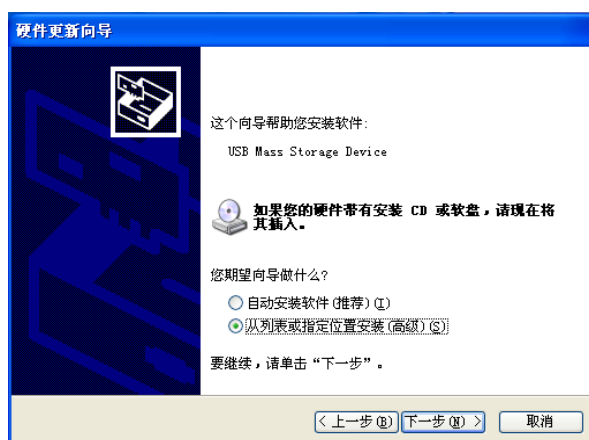 硬件更新向导
这个向导帮助您安装软件:
USB Mass Storage Device
如果您的硬件带有安装 CD 或软盘，请现在将
其插入。
您期望向导做什么?
自动安装软件(推荐)(I)
从列表或指定位置安装(高级)(S)
要继续，请单击“下一步”。
< 上一步(B) 下一步(N) > 取消